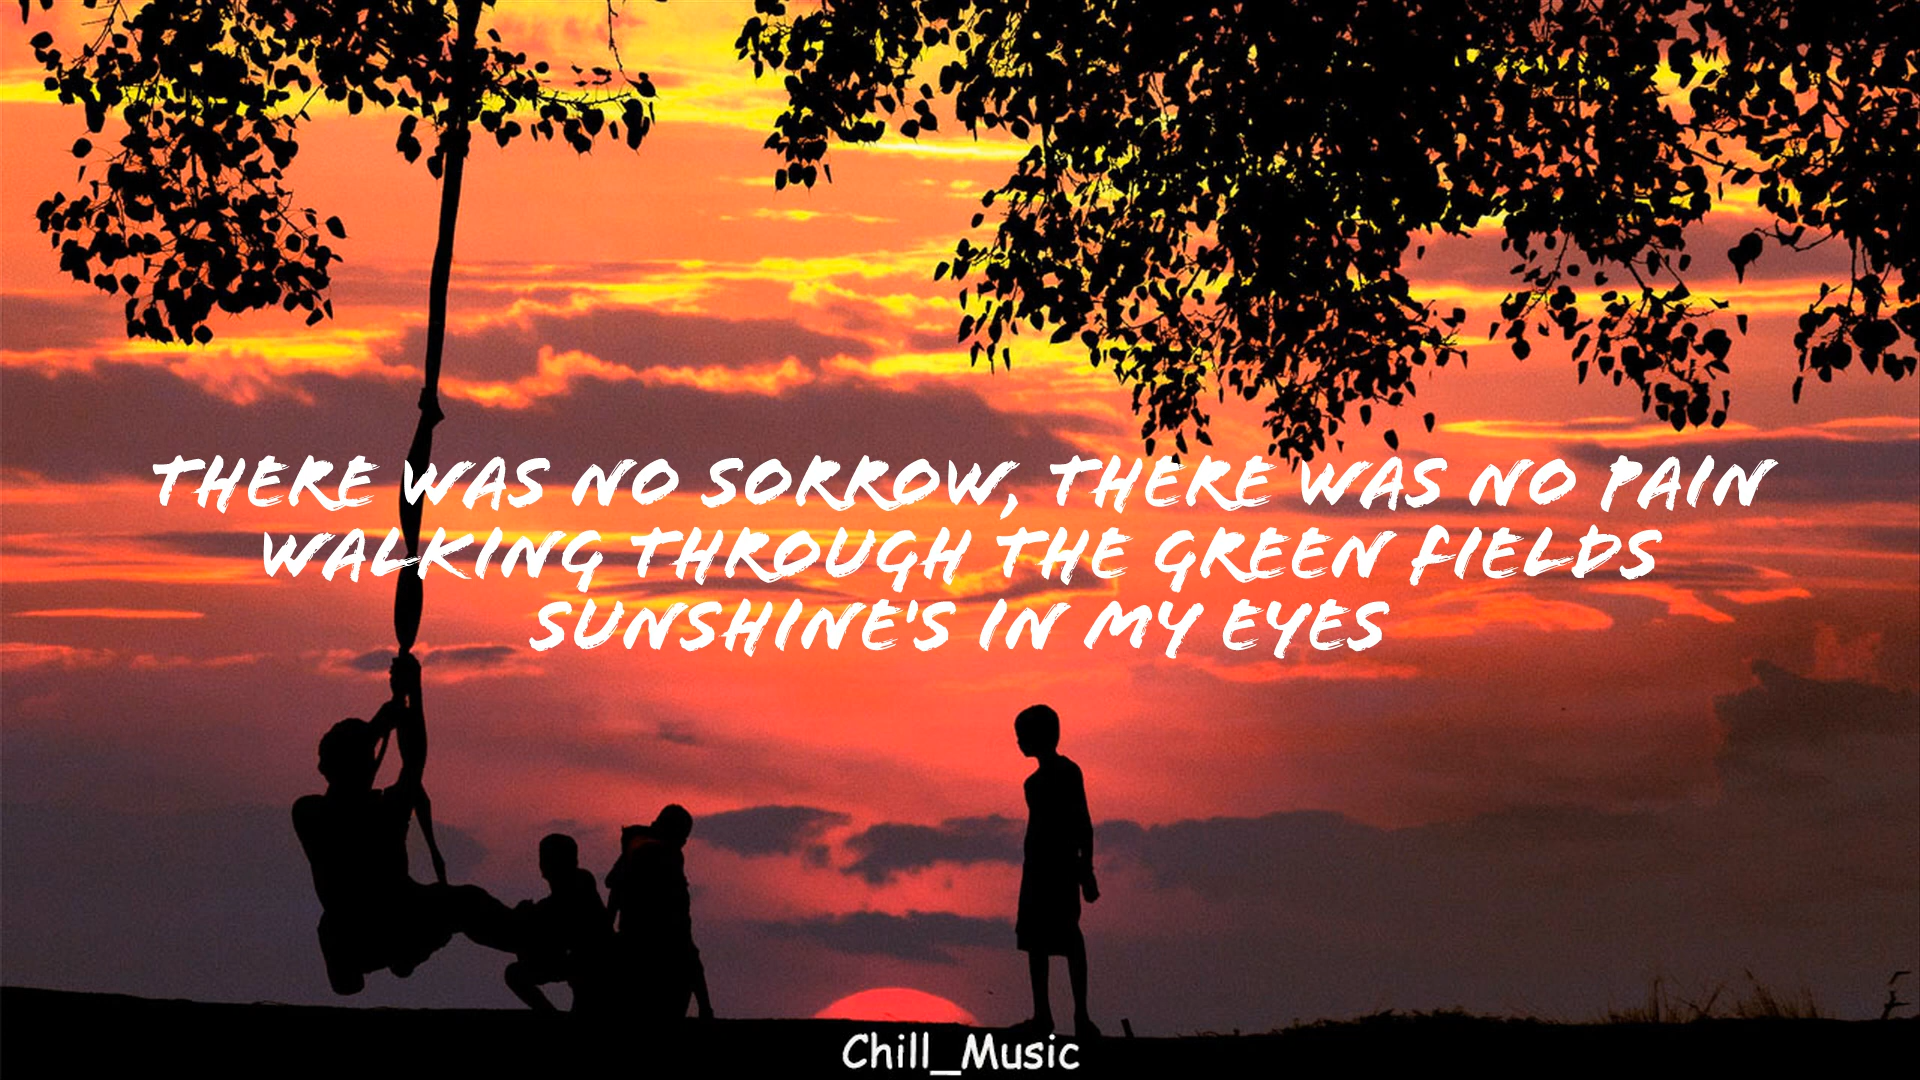 THERE WAS NO SORROW, THERE WAS NO PAIN
WALKING THROUGH THE GREEN FIELDS
SUNSHINE'S IN MY EYES
Chill_Music